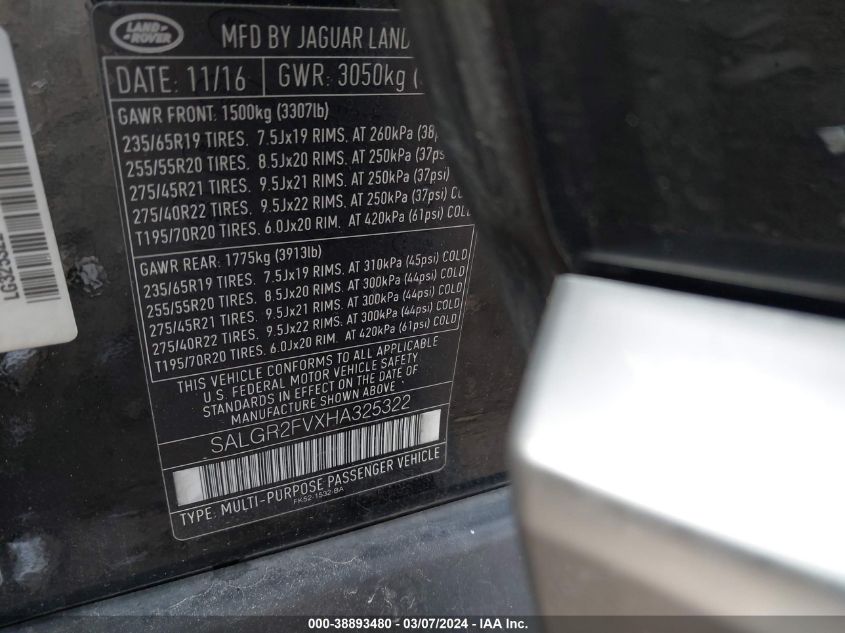 LAND
ROVER
MFD BY JAGUAR LAND
DATE: 11/16 GWR: 3050kg (
GAWR FRONT: 1500kg (3307lb)
235/65R19 TIRES. 7.5Jx19 RIMS. AT 260kPa (38p
255/55R20 TIRES. 8.5Jx20 RIMS. AT 250kPa (37ps
275/45R21 TIRES. 9.5Jx21 RIMS. AT 250kPa (37psi)
275/40R22 TIRES. 9.5Jx22 RIMS. AT 250kPa (37psi) CO
T195/70R20 TIRES. 6.0Jx20 RIM. AT 420kPa (61psi) COLD
GAWR REAR: 1775kg (3913lb)
235/65R19 TIRES. 7.5Jx19 RIMS. AT 310kPa (45psi) COLD
255/55R20 TIRES. 8.5Jx20 RIMS. AT 300kPa (44psi) COLD
275/45R21 TIRES. 9.5Jx21 RIMS. AT 300kPa (44psi) COLD
275/40R22 TIRES. 9.5Jx22 RIMS. AT 300kPa (44psi) COLD
T195/70R20 TIRES. 6.0Jx20 RIM. AT 420kPa (61psi) COLD
THIS VEHICLE CONFORMS TO ALL APPLICABLE
U.S. FEDERAL MOTOR VEHICLE SAFETY
STANDARDS IN EFFECT ON THE DATE OF
MANUFACTURE SHOWN ABOVE
SALGR2FVXHA325322
TYPE: MULTI-PURPOSE PASSENGER VEHICLE
FK52-1532-BA
000-38893480 - 03/07/2024 - IAA Inc.